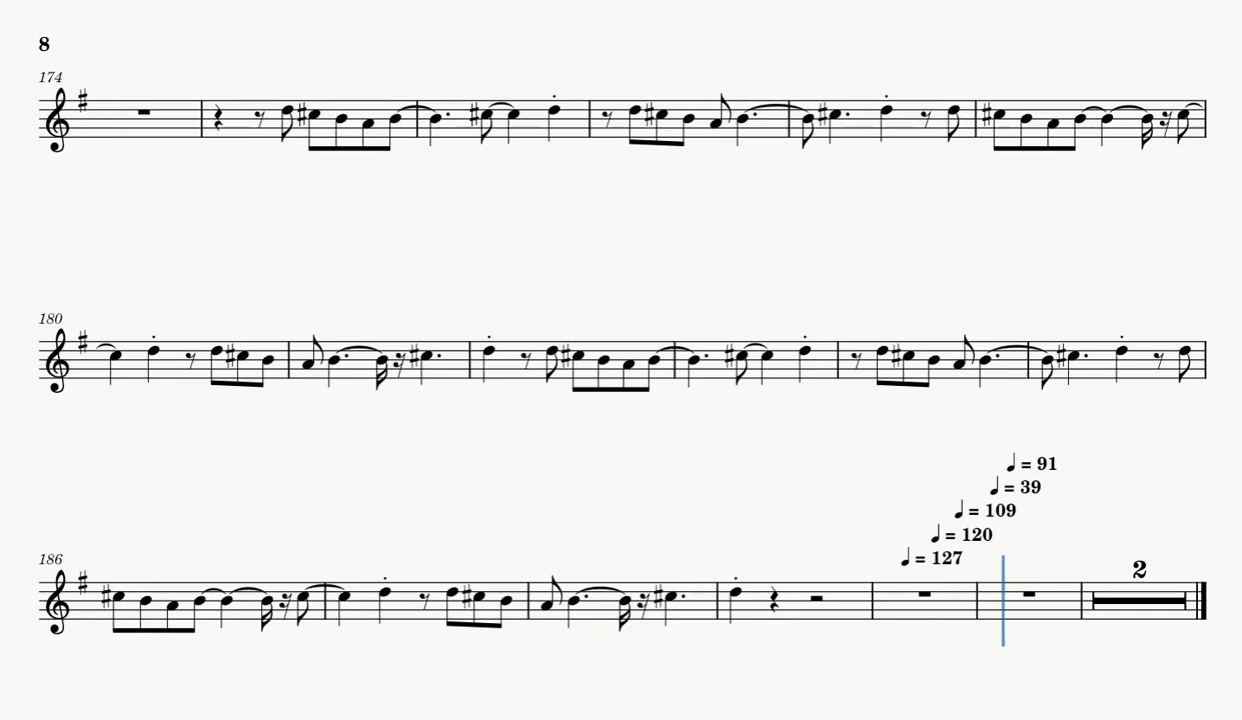 8
174
180
♩ = 91
♩ = 39
♩ = 109
♩ = 120
♩ = 127
186
2